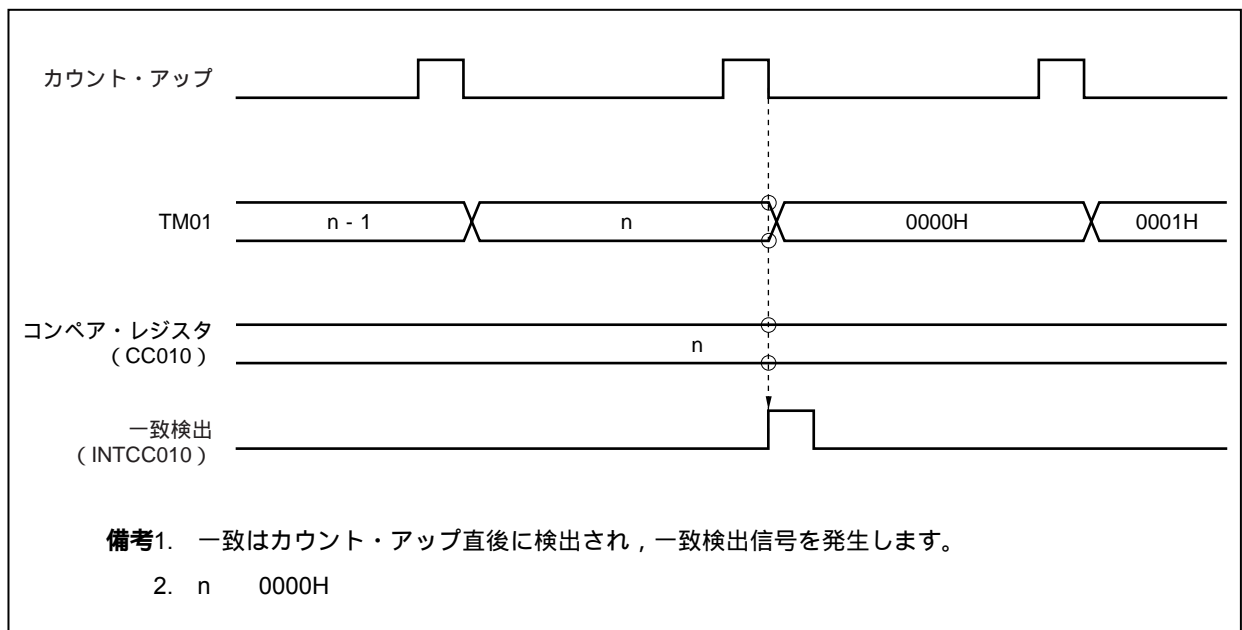 カウント・アップ
TM01 n - 1 n 0000H 0001H
コンペア・レジスタ
( CC010 )
n
一致検出
( INTCC010 )
備考1. 一致はカウント・アップ直後に検出され , 一致検出信号を発生します。
2. n 0000H